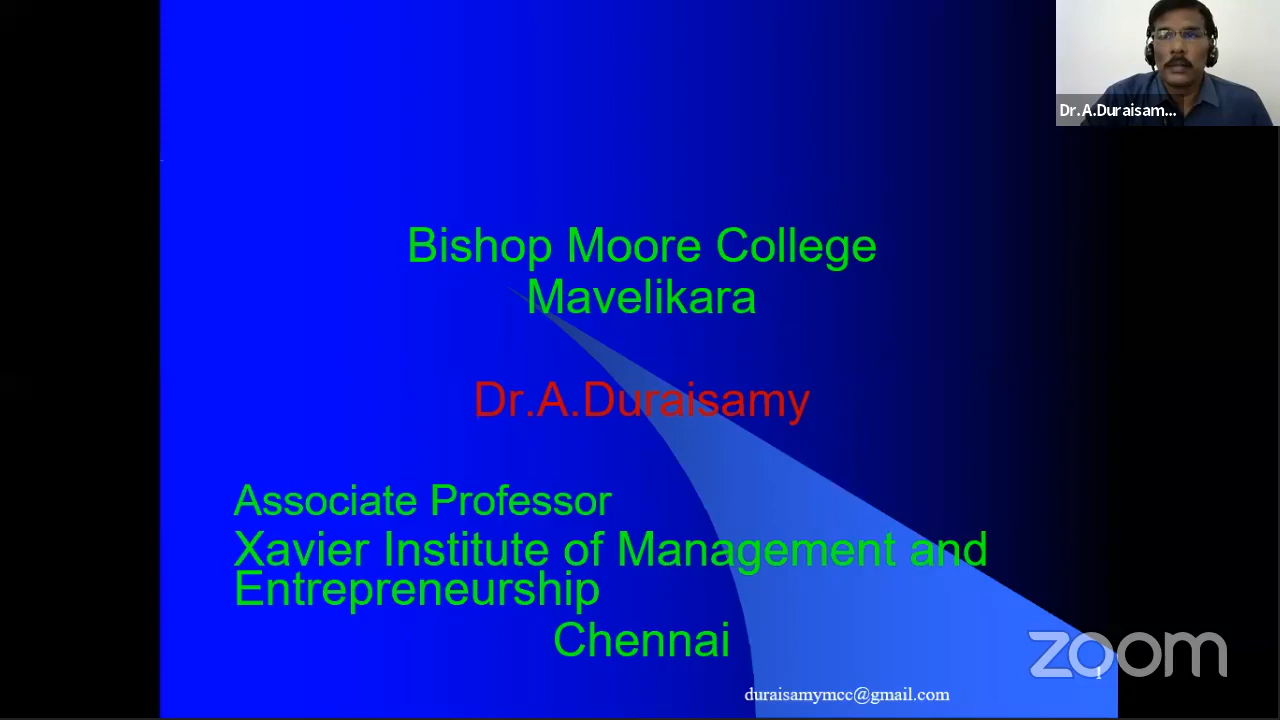 Dr.A.Duraisam...
Bishop Moore College
Mavelikara
Dr.A.Duraisamy
Associate Professor
Xavier Institute of Management and
Entrepreneurship
Chennai
zoom
1
duraisamymcc@gmail.com